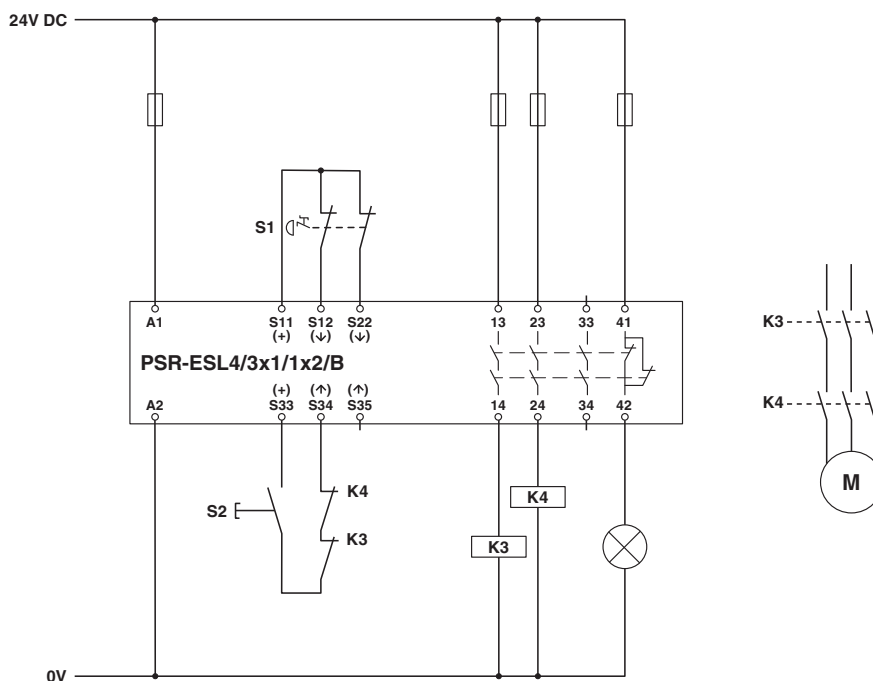 24V DC
S1
A1 S11 S12 S22 13 23 33 41
(+) (↓) (↓)
PSR-ESL4/3x1/1x2/B
(+) (↑) (↑)
A2 S33 S34 S35 14 24 34 42
K3
K4
M
S2
K4
K3
K4
K3
0V